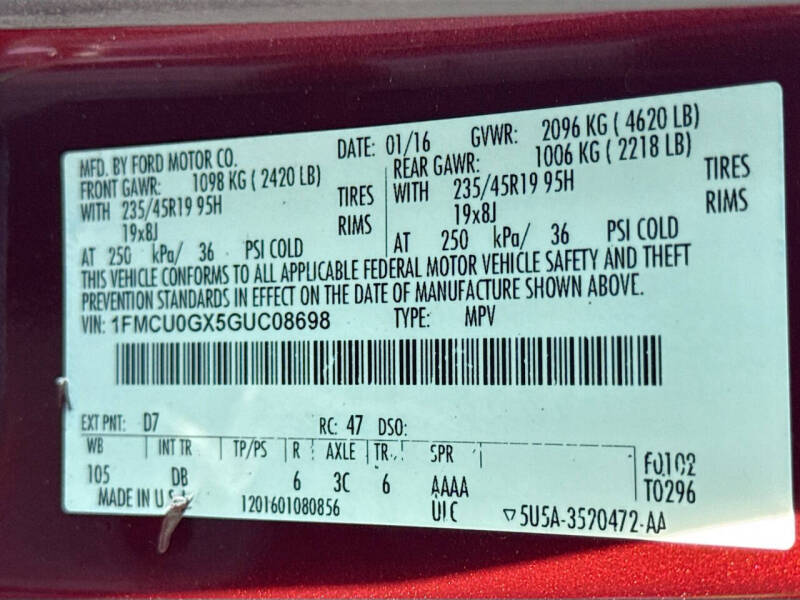 MFD. BY FORD MOTOR CO. DATE: 01/16 GVWR: 2096 KG ( 4620 LB)
FRONT GAWR: 1098 KG ( 2420 LB) REAR GAWR: 1006 KG ( 2218 LB)
WITH 235/45R19 95H TIRES WITH 235/45R19 95H TIRES
19x8J RIMS 19x8J RIMS
AT 250 kPa/ 36 PSI COLD AT 250 kPa/ 36 PSI COLD
THIS VEHICLE CONFORMS TO ALL APPLICABLE FEDERAL MOTOR VEHICLE SAFETY AND THEFT
PREVENTION STANDARDS IN EFFECT ON THE DATE OF MANUFACTURE SHOWN ABOVE.
VIN: 1FMCU0GX5GUC08698 TYPE: MPV
EXT PNT: D7 RC: 47 DSO:
WB INT TR TP/PS R AXLE TR SPR F0102
105 DB 6 3C 6 AAAA T0296
MADE IN U.S.A 1201601080856 UIC ▽5U5A-3520472-AA